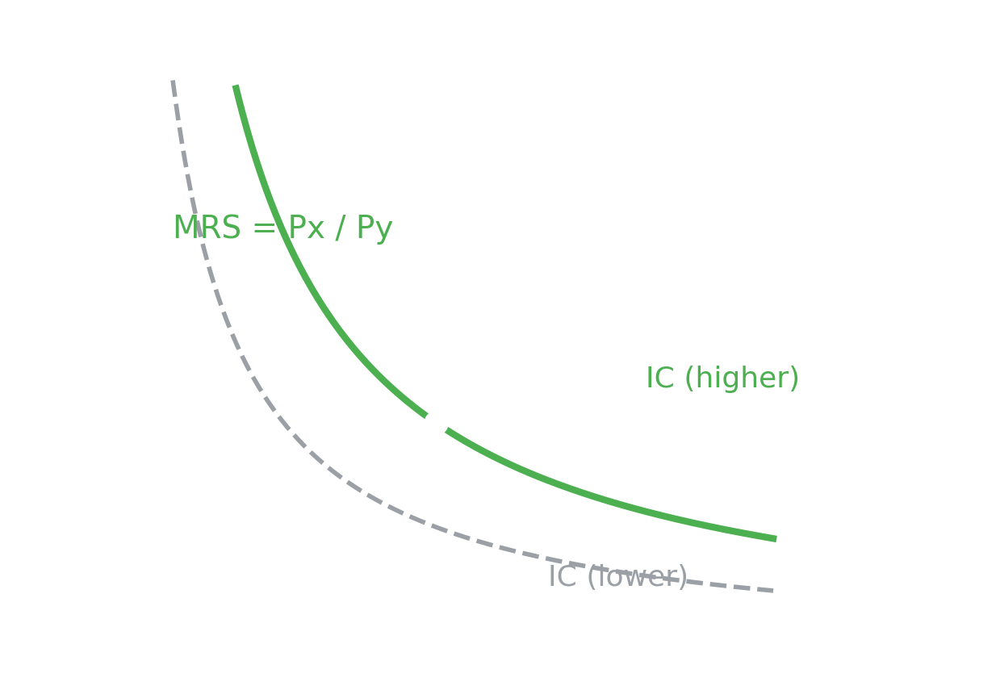 MRS = Px / Py
IC (higher)
IC (lower)